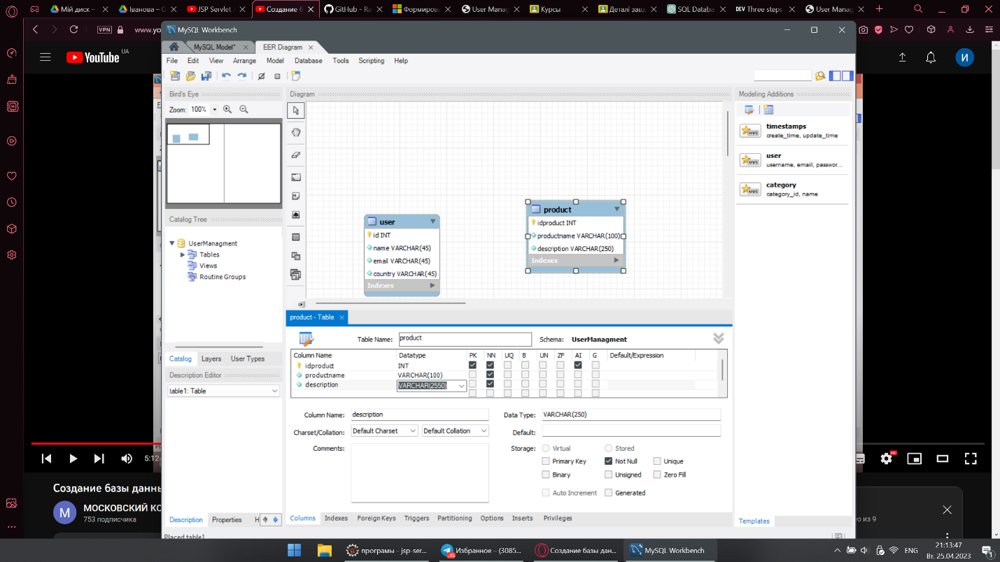 Мій диск –
Іванова – G
JSP Servlet J
Создание б
GitHub - Ra
Формирова
User Manag
Курсы
Деталі завд
SQL Databa
DEV Three steps
User Manag
VPN
www.yo
MySQL Workbench
MySQL Model*
EER Diagram
File Edit View Arrange Model Database Tools Scripting Help
YouTube UA
И
Bird's Eye
Diagram
Modeling Additions
Zoom: 100%
timestamps
create_time, update_time
user
username, email, passwor...
category
category_id, name
Catalog Tree
UserManagment
Tables
Views
Routine Groups
user
id INT
name VARCHAR(45)
email VARCHAR(45)
country VARCHAR(45)
Indexes
product
idproduct INT
productname VARCHAR(100)
description VARCHAR(250)
Indexes
Catalog Layers User Types
Description Editor
table1: Table
product - Table
Table Name: product Schema: UserManagment
Column Name Datatype PK NN UQ B UN ZF AI G Default/Expression
idproduct INT
productname VARCHAR(100)
description VARCHAR(2550)
Column Name: description Data Type: VARCHAR(250)
Charset/Collation: Default Charset Default Collation Default:
Comments: Storage: Virtual Stored
Primary Key Not Null Unique
Binary Unsigned Zero Fill
Auto Increment Generated
Description Properties H
Columns Indexes Foreign Keys Triggers Partitioning Options Inserts Privileges
Templates
Placed table1
5:12
HD
Создание базы данны
М
МОСКОВСКИЙ КО
753 подписчика
ю из 9
програмы - jsp-ser...
Избранное – (3085...
Создание базы дан...
MySQL Workbench
ENG
21:13:47
Вт. 25.04.2023
1